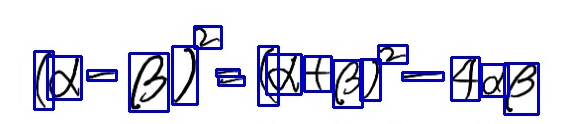 (α − β)² = (α + β)² − 4αβ